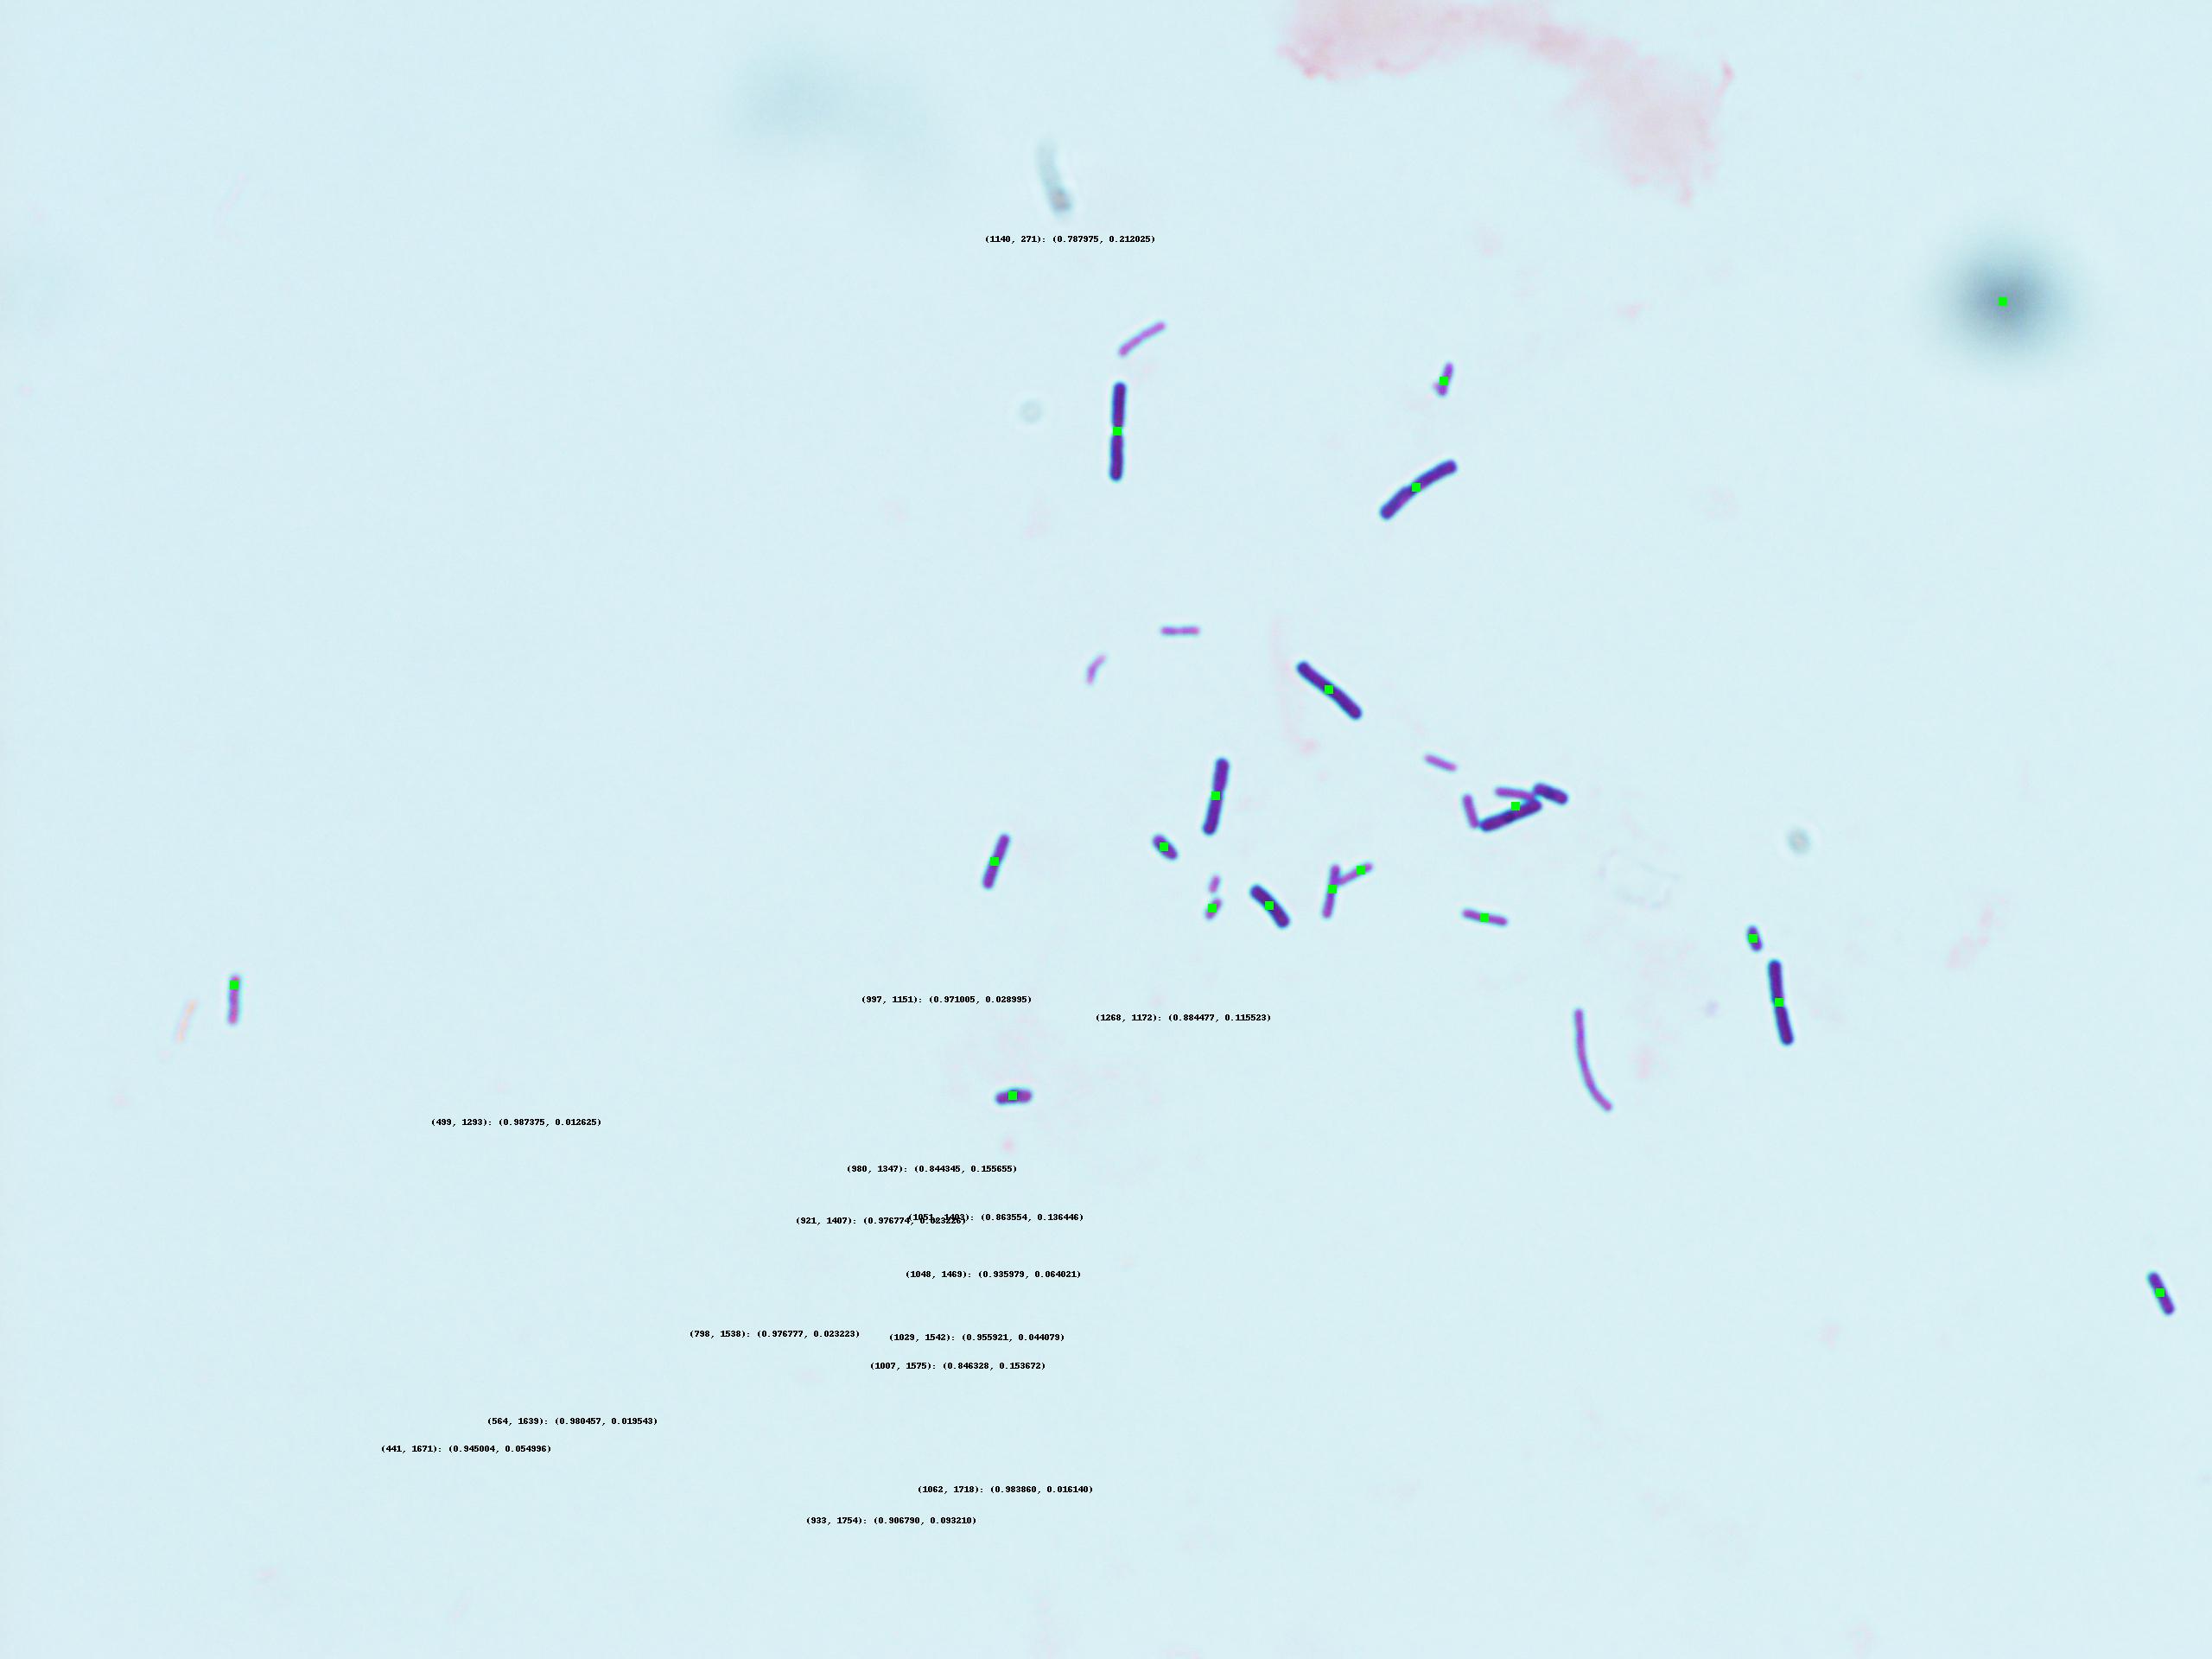 (1140, 271): (0.787975, 0.212025)
(997, 1151): (0.971005, 0.028995)
(1268, 1172): (0.884477, 0.115523)
(499, 1293): (0.987375, 0.012625)
(980, 1347): (0.844345, 0.155655)
(1051, 1403): (0.863554, 0.136446)
(921, 1407): (0.976774, 0.023226)
(1048, 1469): (0.935979, 0.064021)
(798, 1538): (0.976777, 0.023223)
(1029, 1542): (0.955921, 0.044079)
(1007, 1575): (0.846328, 0.153672)
(564, 1639): (0.980457, 0.019543)
(441, 1671): (0.945004, 0.054996)
(1062, 1718): (0.983860, 0.016140)
(933, 1754): (0.906790, 0.093210)